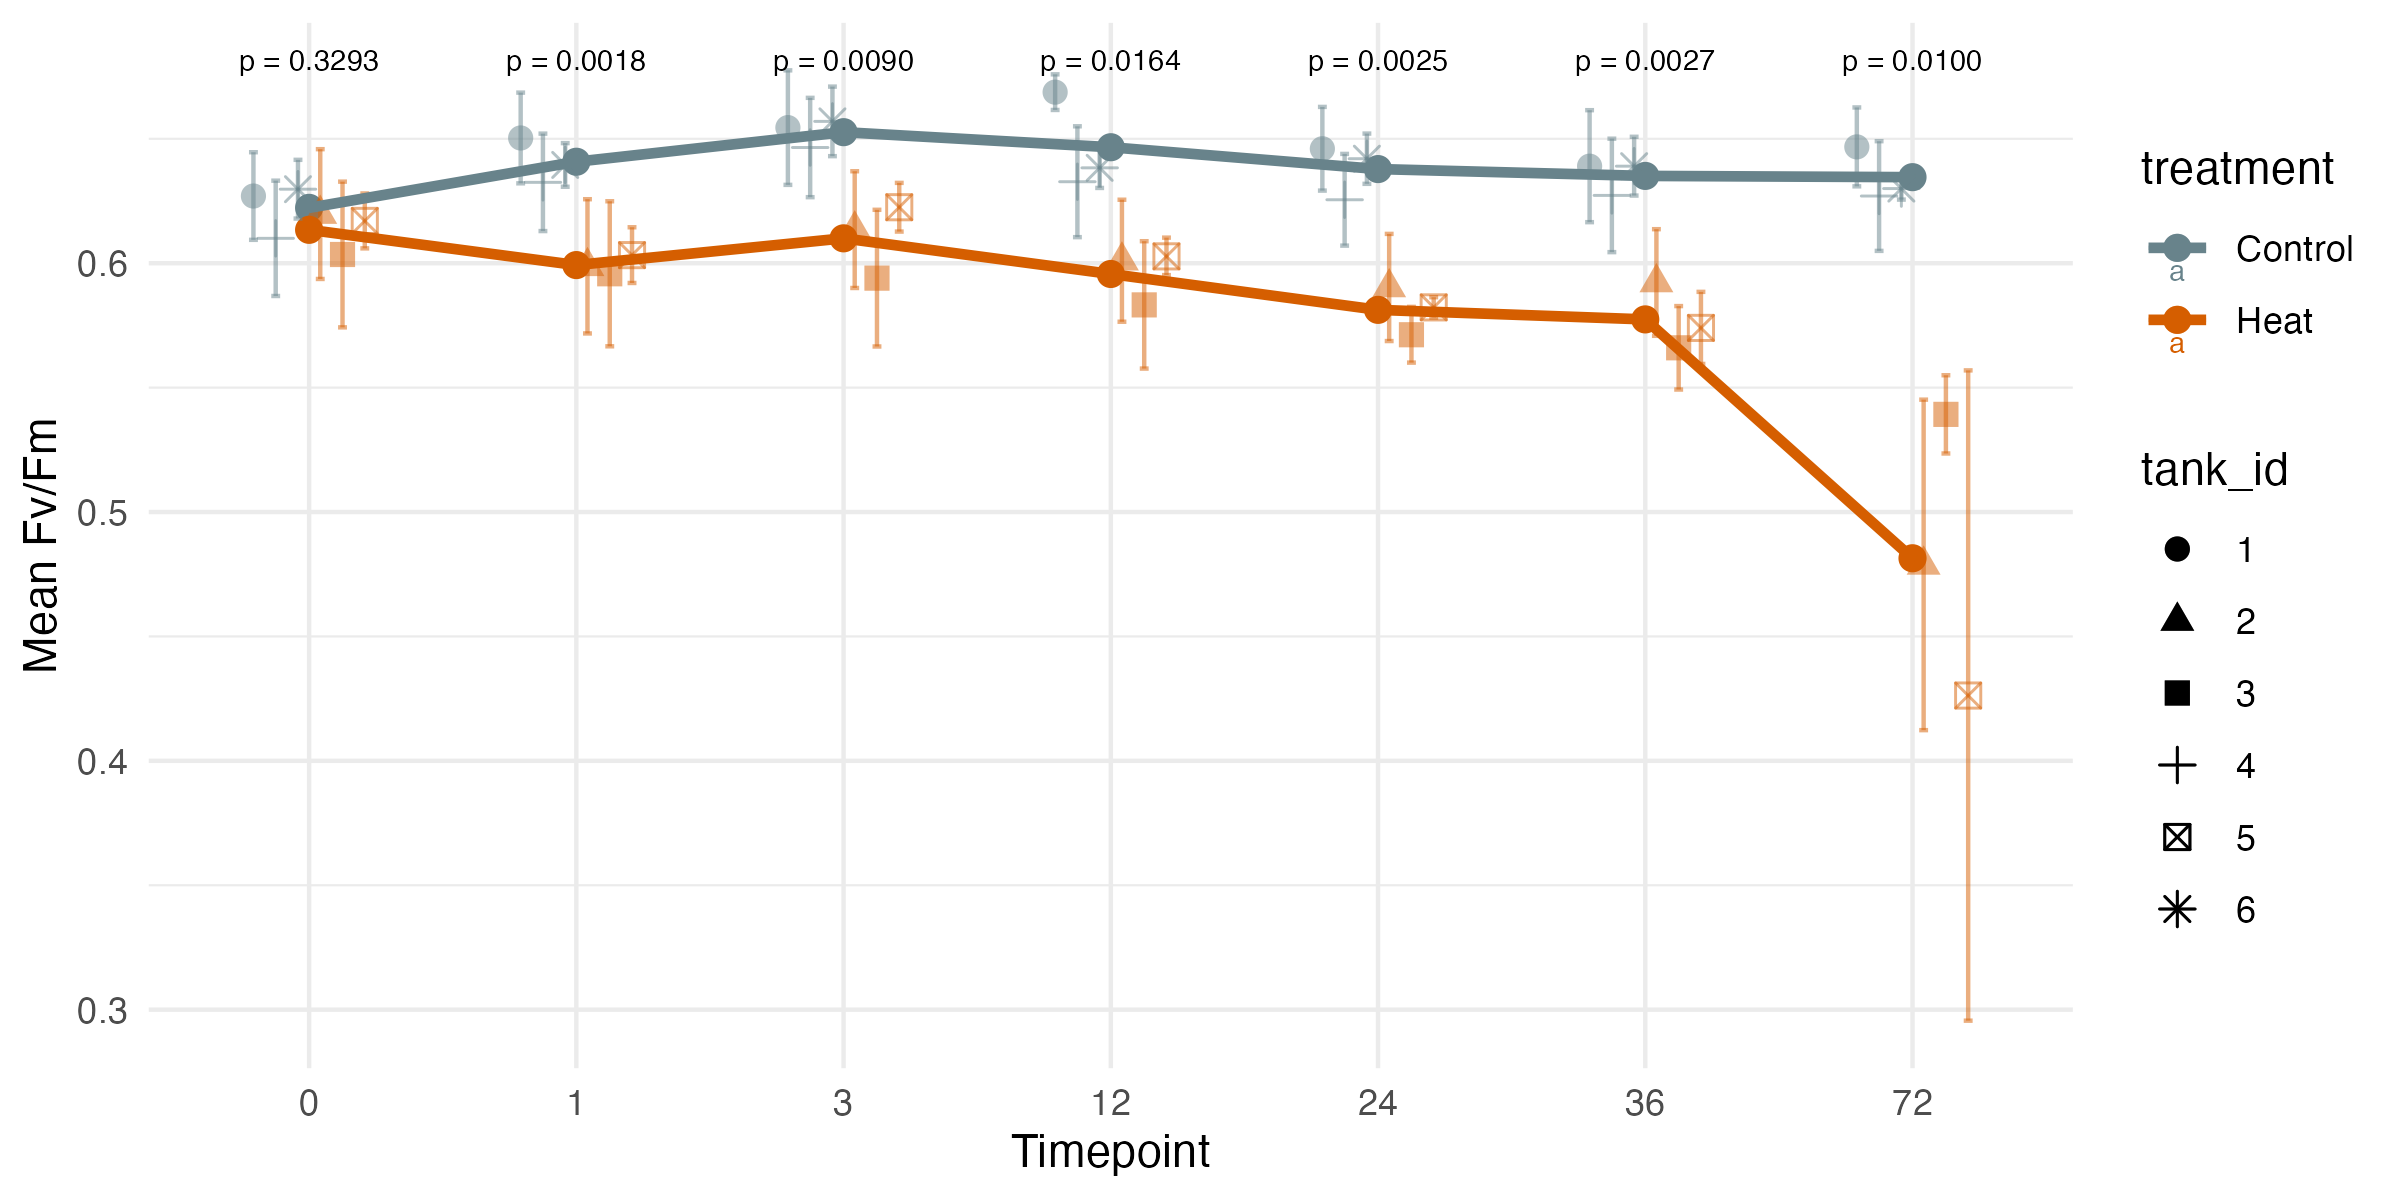 p = 0.3293 p = 0.0018 p = 0.0090 p = 0.0164 p = 0.0025 p = 0.0027 p = 0.0100
Mean Fv/Fm
0.6
0.5
0.4
0.3
0 1 3 12 24 36 72
Timepoint
treatment
a Control
a Heat
tank_id
1
2
3
4
5
6